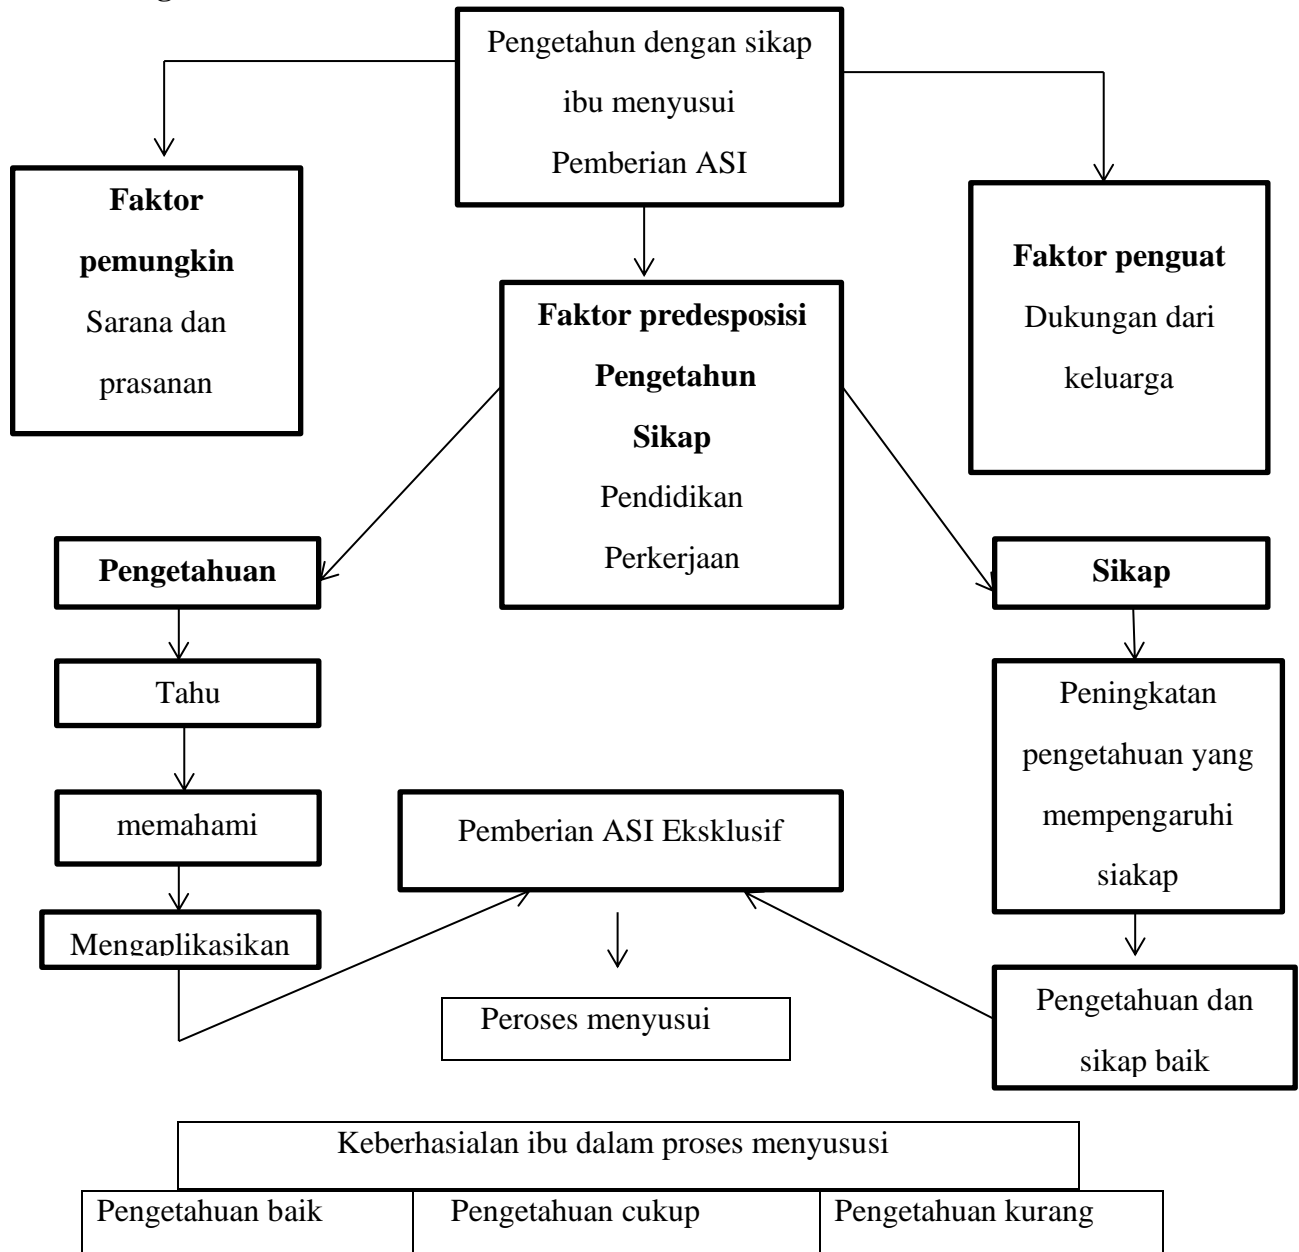 Pengetahun dengan sikap
ibu menyusui
Pemberian ASI
Faktor
pemungkin
Sarana dan
prasanan
Faktor penguat
Dukungan dari
keluarga
Faktor predesposisi
Pengetahun
Sikap
Pendidikan
Perkerjaan
Pengetahuan
Sikap
Tahu
Peningkatan
pengetahuan yang
mempengaruhi
siakap
memahami
Pemberian ASI Eksklusif
Mengaplikasikan
Peroses menyusui
Pengetahuan dan
sikap baik
Keberhasialan ibu dalam proses menyususi
Pengetahuan baik
Pengetahuan cukup
Pengetahuan kurang